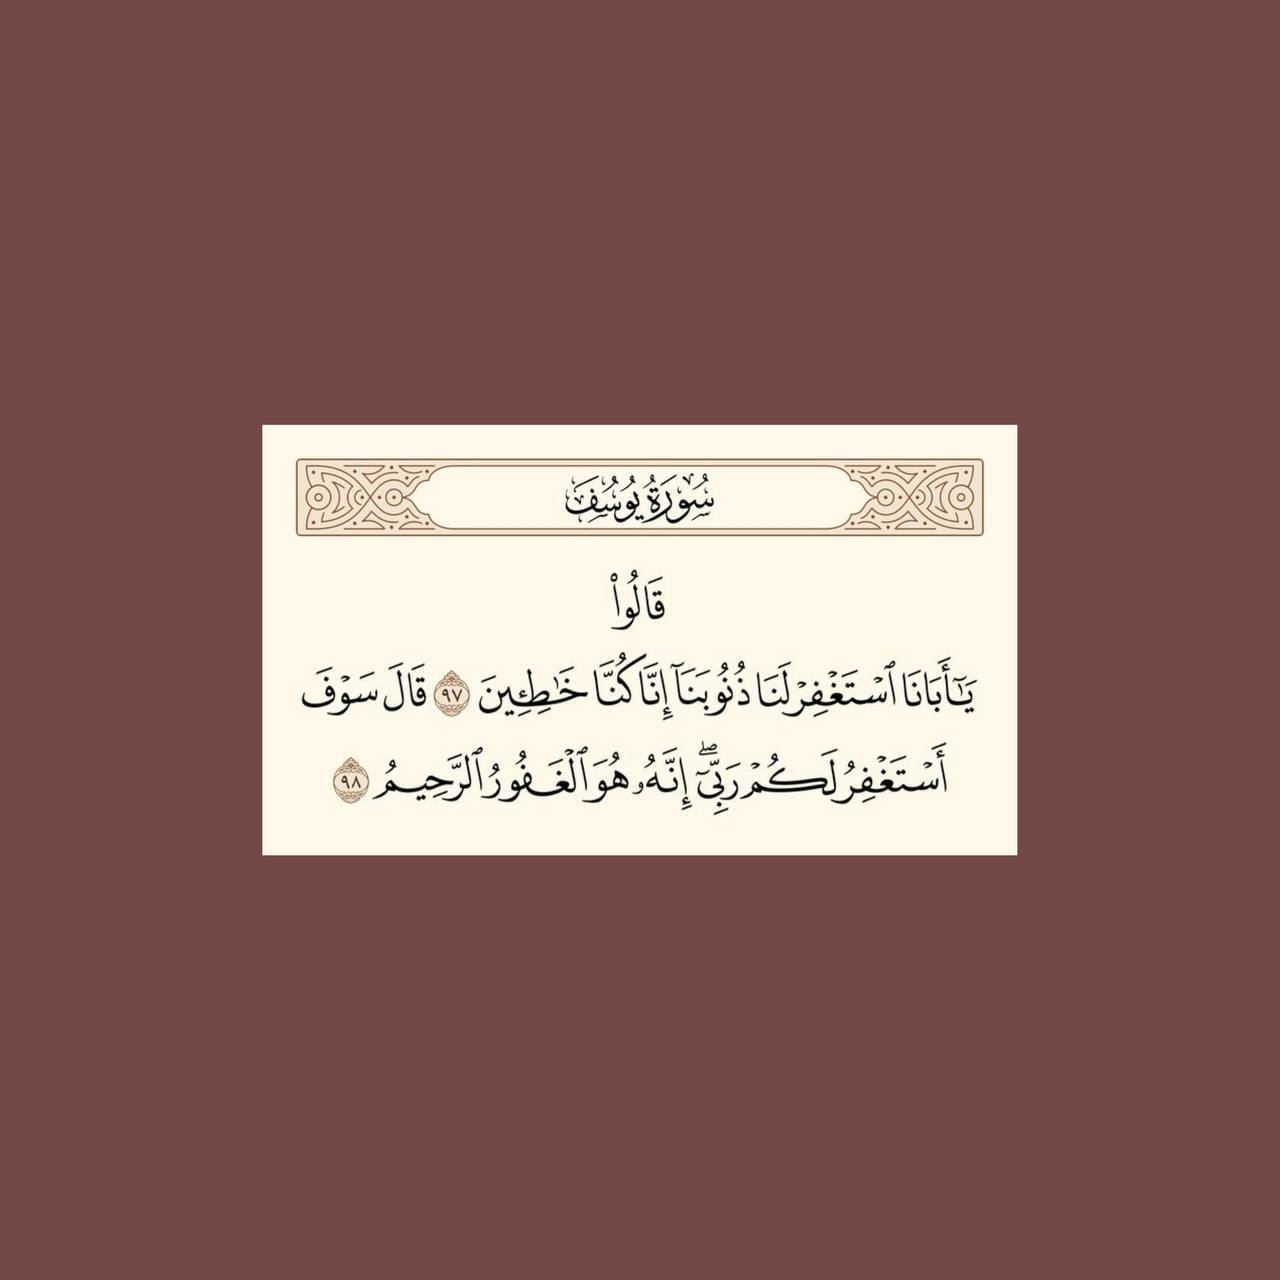 سُورَةُ يُوسُفَ
قَالُوا۟
يَـٰٓأَبَانَا ٱسْتَغْفِرْ لَنَا ذُنُوبَنَآ إِنَّا كُنَّا خَـٰطِـِٔينَ ٩٧ قَالَ سَوْفَ
أَسْتَغْفِرُ لَكُمْ رَبِّىٓ ۖ إِنَّهُۥ هُوَ ٱلْغَفُورُ ٱلرَّحِيمُ ٩٨